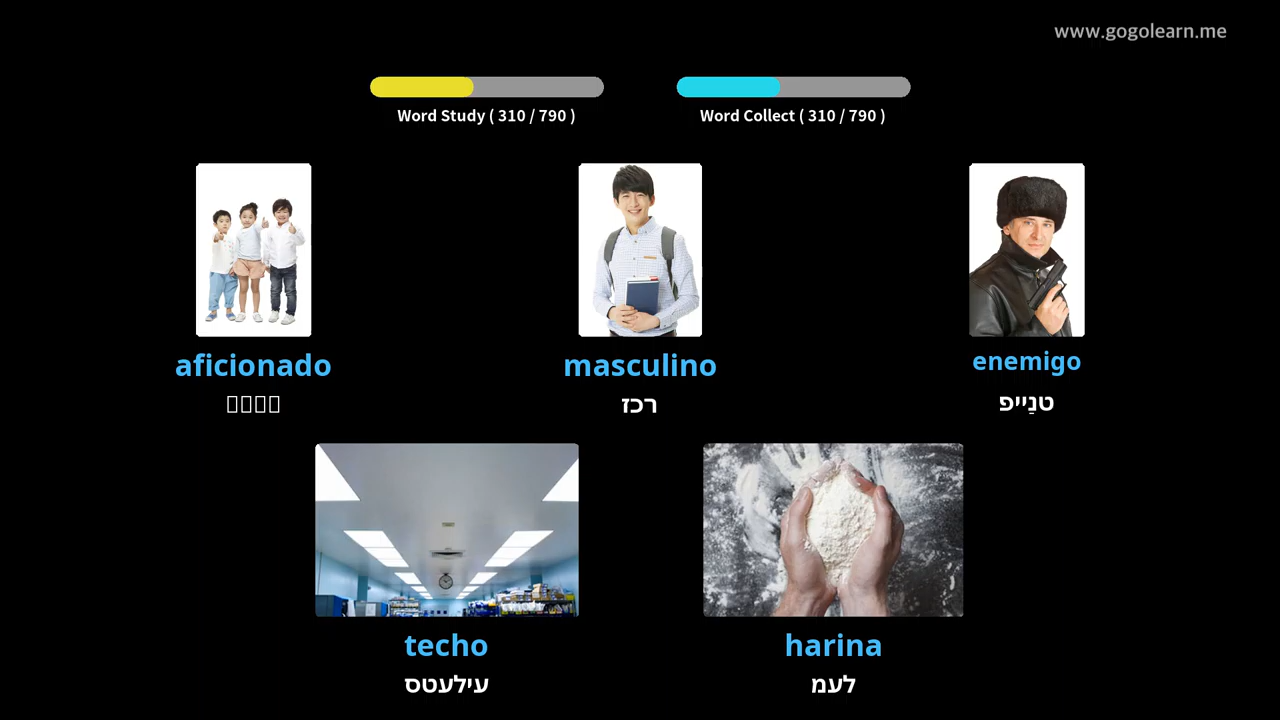 www.gogolearn.me
Word Study ( 310 / 790 )
Word Collect ( 310 / 790 )
aficionado
masculino
enemigo
רכז
טנַייפ
techo
harina
עילעטס
לעמ